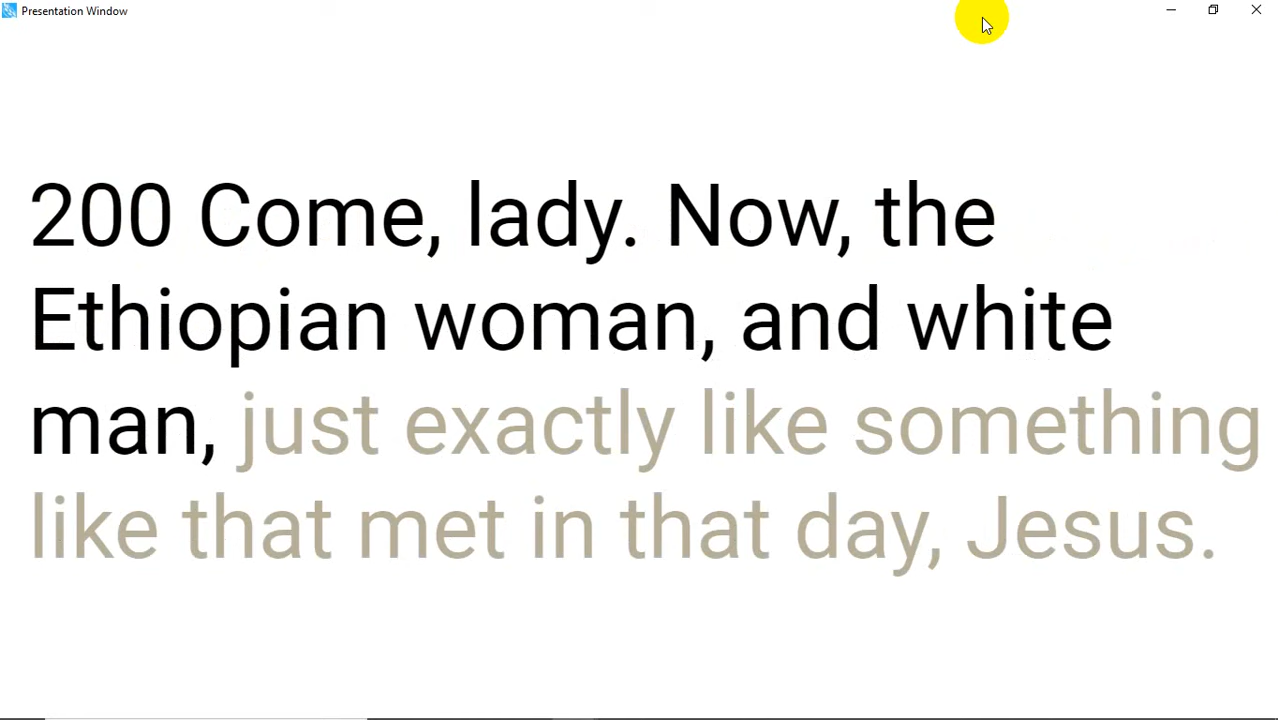 Presentation Window
200 Come, lady. Now, the
Ethiopian woman, and white
man, just exactly like something
like that met in that day, Jesus.